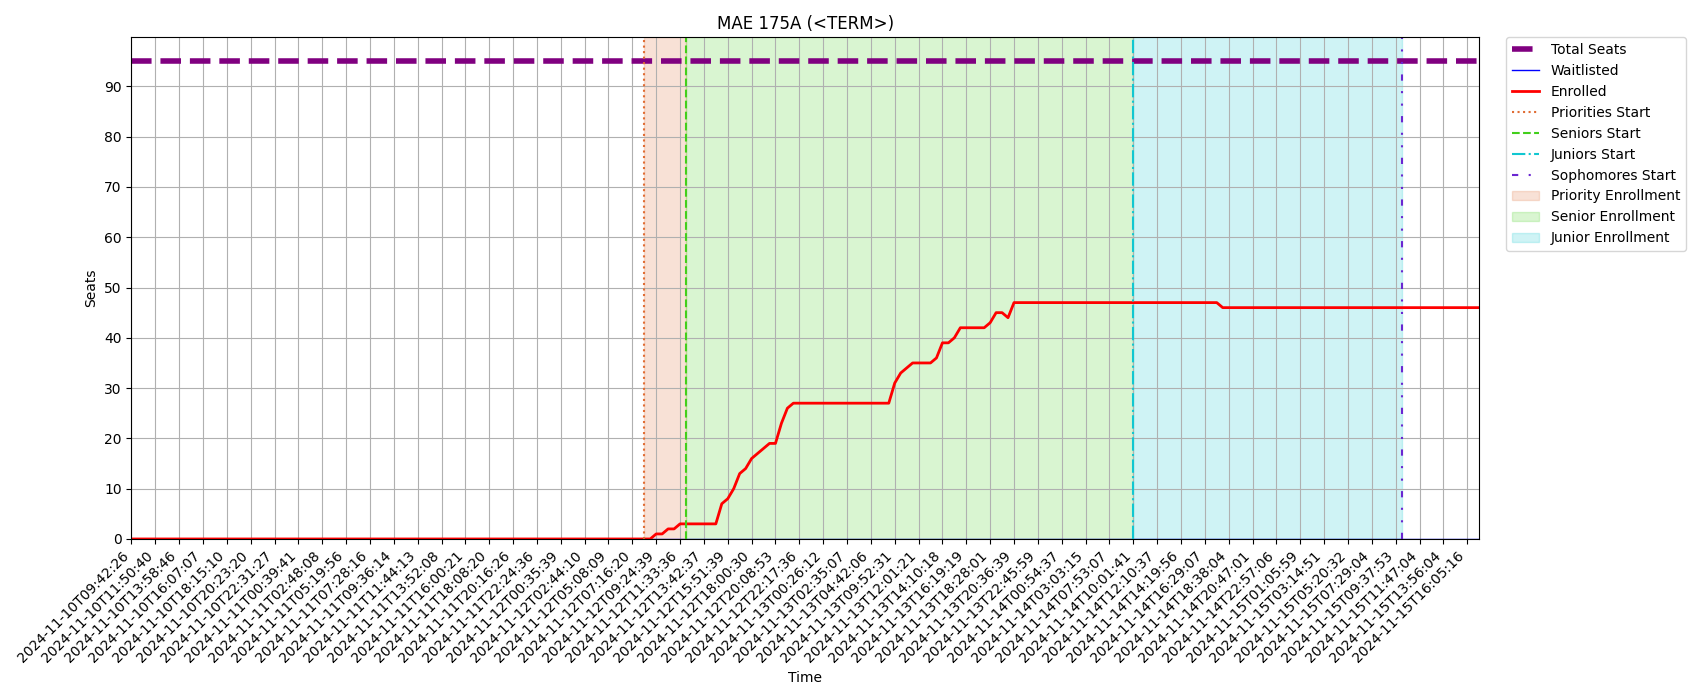 MAE 175A (<TERM>)
Total Seats
Waitlisted
Enrolled
Priorities Start
Seniors Start
Juniors Start
Sophomores Start
Priority Enrollment
Senior Enrollment
Junior Enrollment
90
80
70
60
50
40
30
20
10
0
Seats
2024-11-10T09:42:26
2024-11-10T11:50:40
2024-11-10T13:58:46
2024-11-10T16:07:07
2024-11-10T18:15:10
2024-11-10T20:23:20
2024-11-10T22:31:27
2024-11-11T00:39:41
2024-11-11T02:48:08
2024-11-11T05:19:56
2024-11-11T07:28:16
2024-11-11T09:36:14
2024-11-11T11:44:13
2024-11-11T13:52:08
2024-11-11T16:00:21
2024-11-11T18:08:20
2024-11-11T20:16:26
2024-11-11T22:24:36
2024-11-12T00:35:39
2024-11-12T02:44:10
2024-11-12T05:08:09
2024-11-12T07:16:20
2024-11-12T09:24:39
2024-11-12T11:33:36
2024-11-12T13:42:37
2024-11-12T15:51:39
2024-11-12T18:00:30
2024-11-12T20:08:53
2024-11-12T22:17:36
2024-11-13T00:26:12
2024-11-13T02:35:07
2024-11-13T04:42:06
2024-11-13T09:52:31
2024-11-13T12:01:21
2024-11-13T14:10:18
2024-11-13T16:19:19
2024-11-13T18:28:01
2024-11-13T20:36:39
2024-11-13T22:45:59
2024-11-14T00:54:37
2024-11-14T03:03:15
2024-11-14T07:53:07
2024-11-14T10:01:41
2024-11-14T12:10:37
2024-11-14T14:19:56
2024-11-14T16:29:07
2024-11-14T18:38:04
2024-11-14T20:47:01
2024-11-14T22:57:06
2024-11-15T01:05:59
2024-11-15T03:14:51
2024-11-15T05:20:32
2024-11-15T07:29:04
2024-11-15T09:37:53
2024-11-15T11:47:04
2024-11-15T13:56:04
2024-11-15T16:05:16
Time